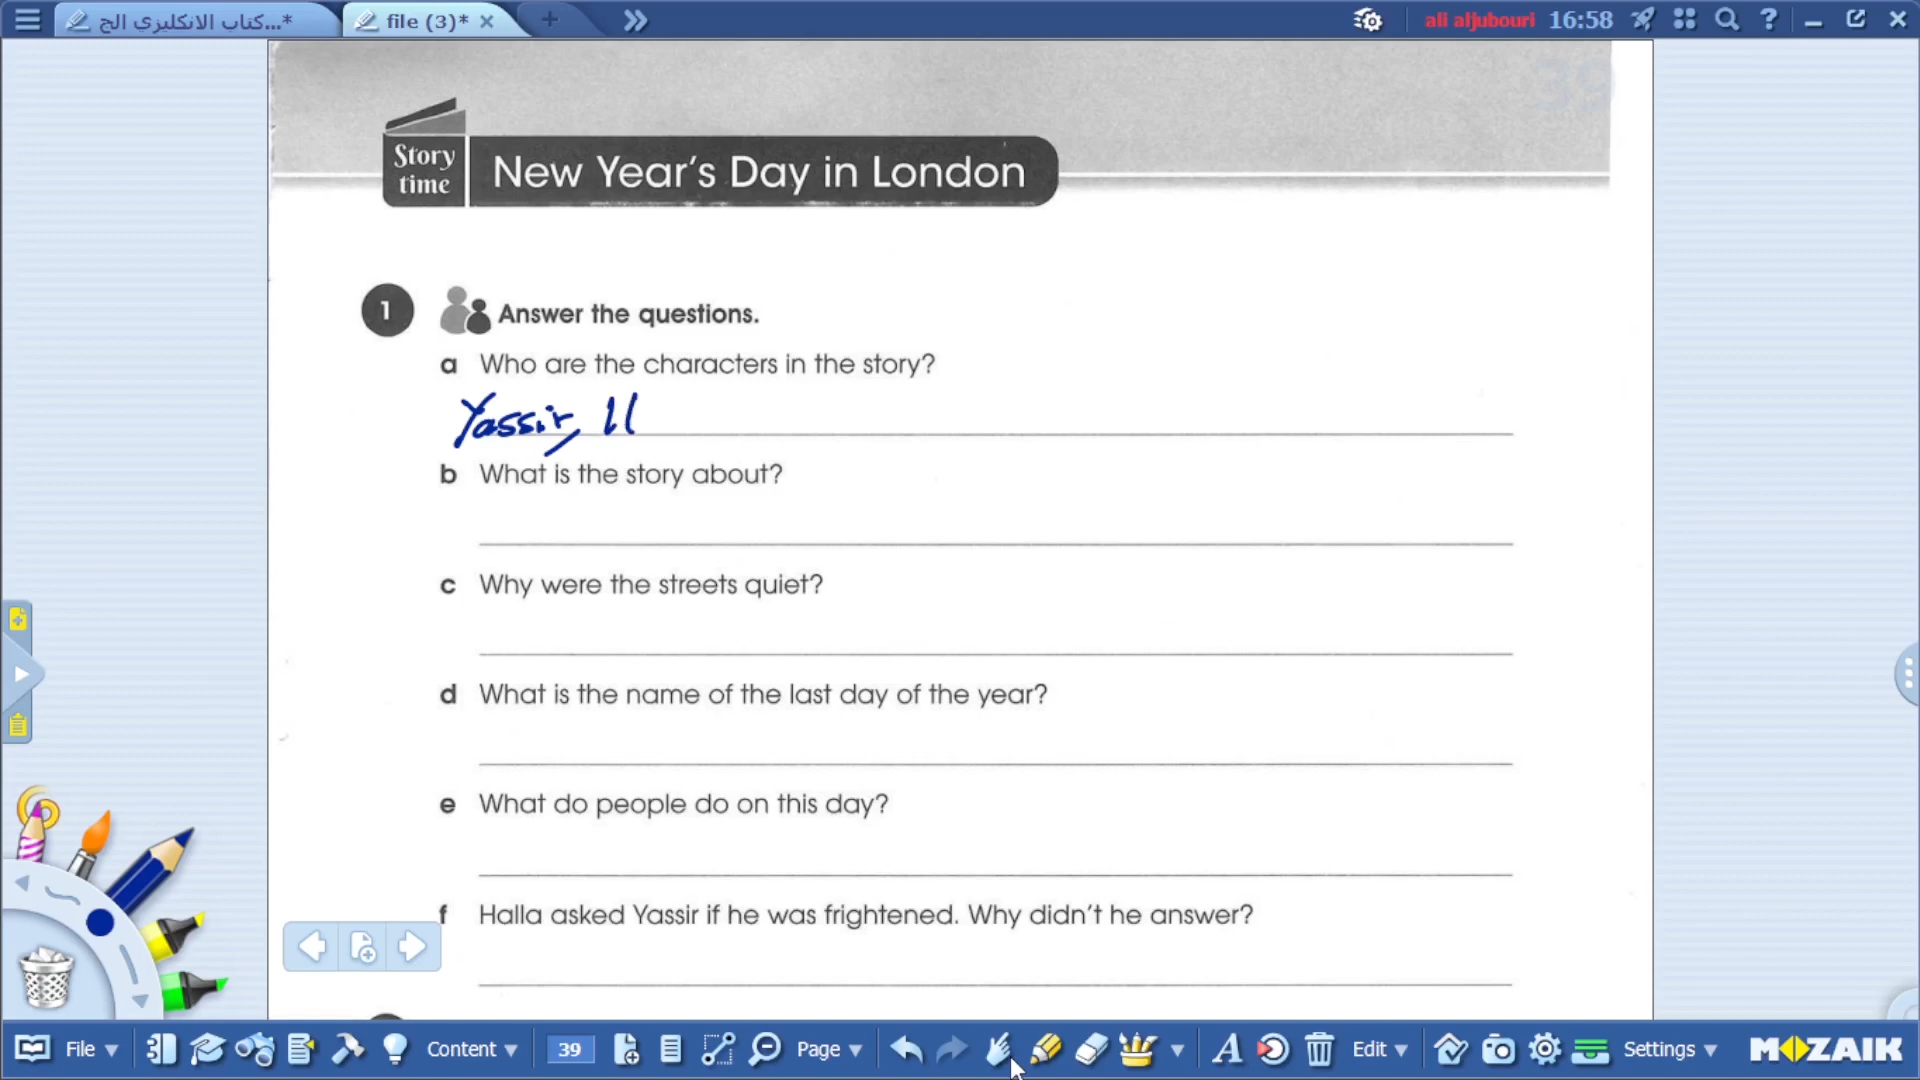 كتاب الانكليزي الج...*
file (3)*
ali aljubouri 16:58
Story time
New Year's Day in London
1 Answer the questions.
a Who are the characters in the story?
Yassir,
b What is the story about?
c Why were the streets quiet?
d What is the name of the last day of the year?
e What do people do on this day?
f Halla asked Yassir if he was frightened. Why didn't he answer?
File Content 39 Page Edit Settings MOZAIK